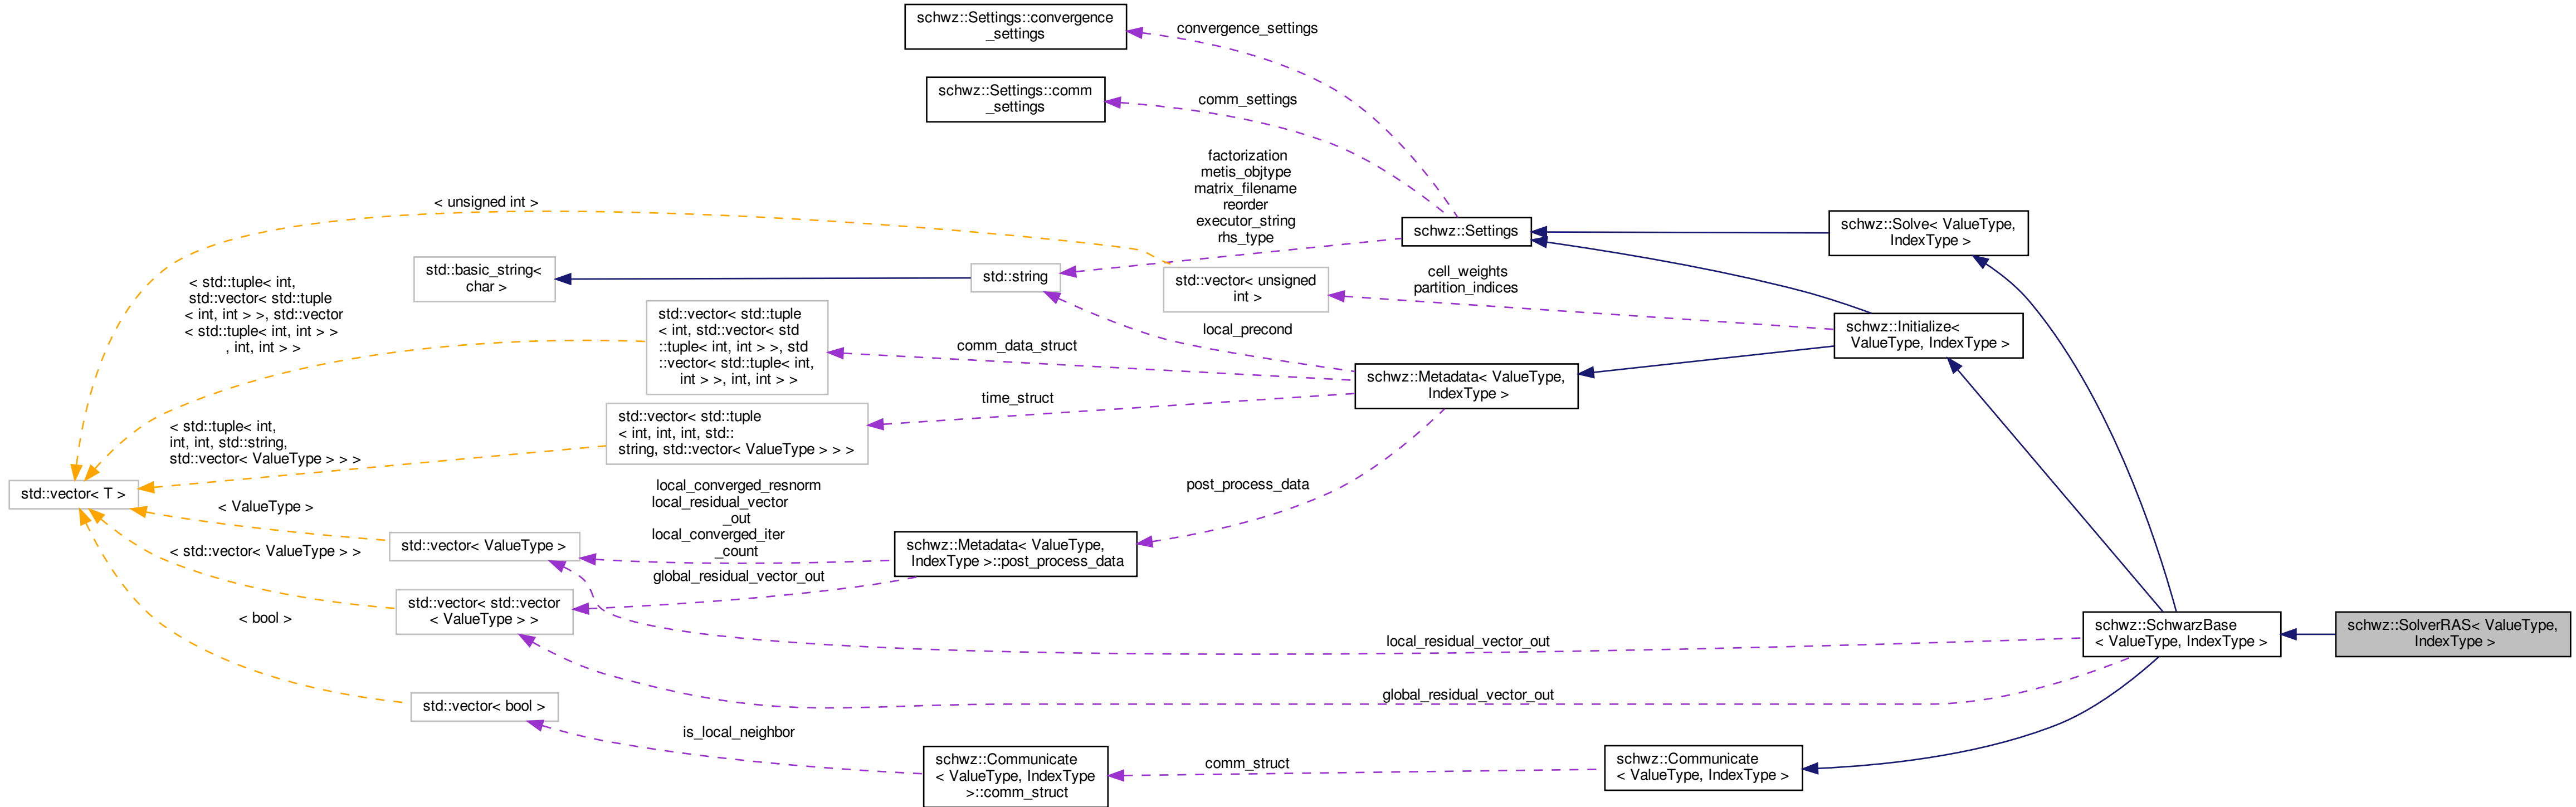 schwz::Settings::convergence
_settings
convergence_settings
schwz::Settings::comm
_settings
comm_settings
factorization
metis_objtype
matrix_filename
reorder
executor_string
rhs_type
< unsigned int >
schwz::Settings
schwz::Solve< ValueType,
IndexType >
std::basic_string<
char >
std::string
std::vector< unsigned
int >
cell_weights
partition_indices
< std::tuple< int,
std::vector< std::tuple
< int, int > >, std::vector
< std::tuple< int, int > >
, int, int > >
std::vector< std::tuple
< int, std::vector< std
::tuple< int, int > >, std
::vector< std::tuple< int,
int > >, int, int > >
local_precond
comm_data_struct
schwz::Initialize<
ValueType, IndexType >
schwz::Metadata< ValueType,
IndexType >
time_struct
std::vector< std::tuple
< int, int, int, std::
string, std::vector< ValueType > > >
< std::tuple< int,
int, int, std::string,
std::vector< ValueType > > >
std::vector< T >
< ValueType >
local_converged_resnorm
local_residual_vector
_out
local_converged_iter
_count
post_process_data
std::vector< ValueType >
< std::vector< ValueType > >
schwz::Metadata< ValueType,
IndexType >::post_process_data
global_residual_vector_out
std::vector< std::vector
< ValueType > >
< bool >
local_residual_vector_out
schwz::SchwarzBase
< ValueType, IndexType >
schwz::SolverRAS< ValueType,
IndexType >
global_residual_vector_out
std::vector< bool >
is_local_neighbor
schwz::Communicate
< ValueType, IndexType
>::comm_struct
comm_struct
schwz::Communicate
< ValueType, IndexType >